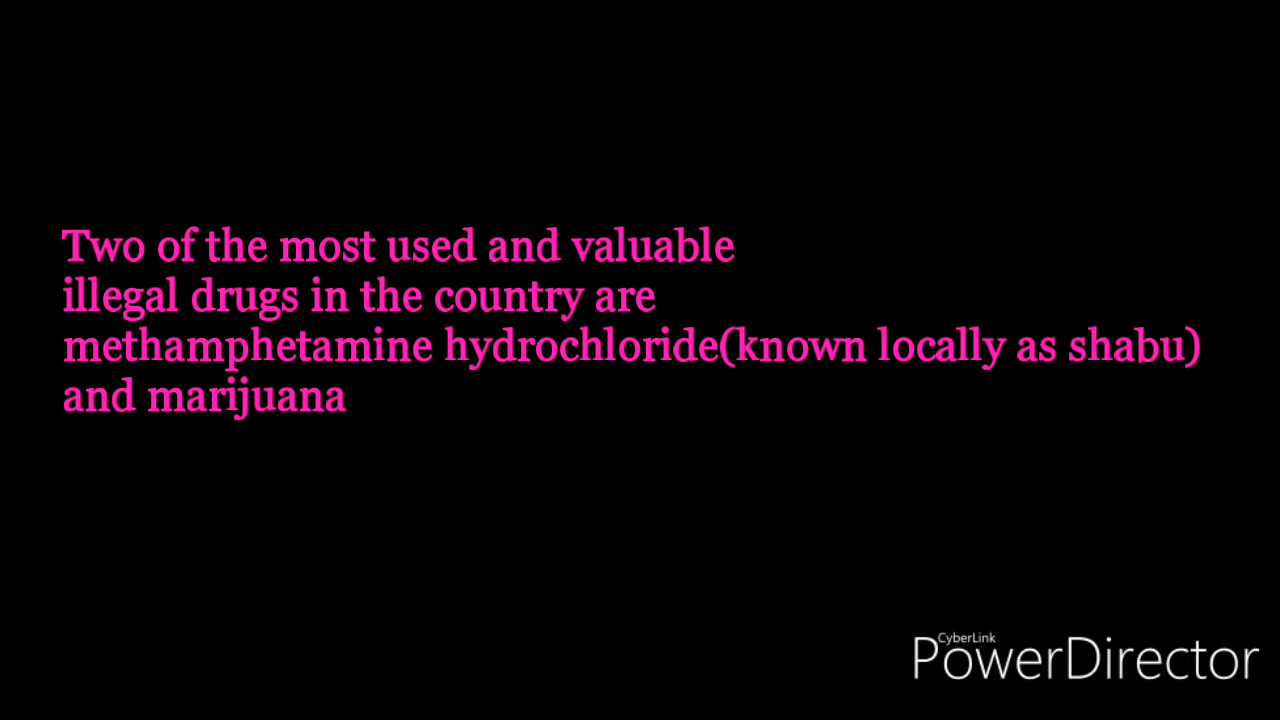 Two of the most used and valuable
illegal drugs in the country are
methamphetamine hydrochloride(known locally as shabu)
and marijuana
CyberLink
PowerDirector